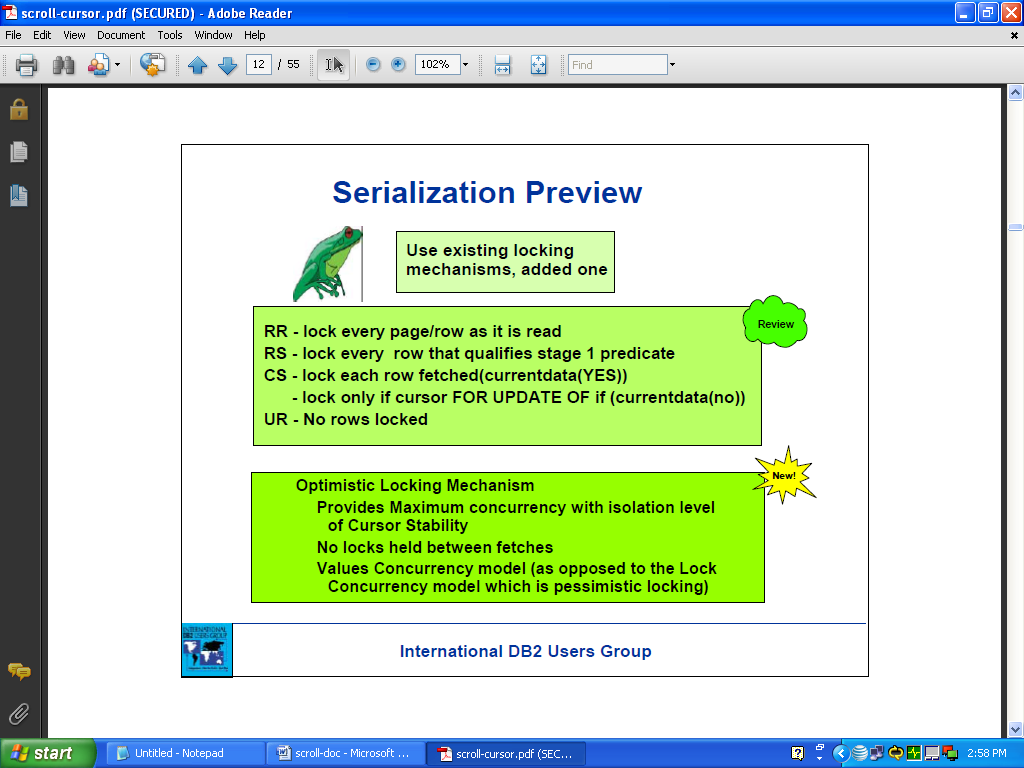 scroll-cursor.pdf (SECURED) - Adobe Reader
File Edit View Document Tools Window Help
12 / 55 102% Find
Serialization Preview
Use existing locking
mechanisms, added one
Review
RR - lock every page/row as it is read
RS - lock every row that qualifies stage 1 predicate
CS - lock each row fetched(currentdata(YES))
- lock only if cursor FOR UPDATE OF if (currentdata(no))
UR - No rows locked
New!
Optimistic Locking Mechanism
Provides Maximum concurrency with isolation level
of Cursor Stability
No locks held between fetches
Values Concurrency model (as opposed to the Lock
Concurrency model which is pessimistic locking)
INTERNATIONAL
DB2 USERS GROUP
International DB2 Users Group
start Untitled - Notepad scroll-doc - Microsoft ... scroll-cursor.pdf (SEC... 2:58 PM